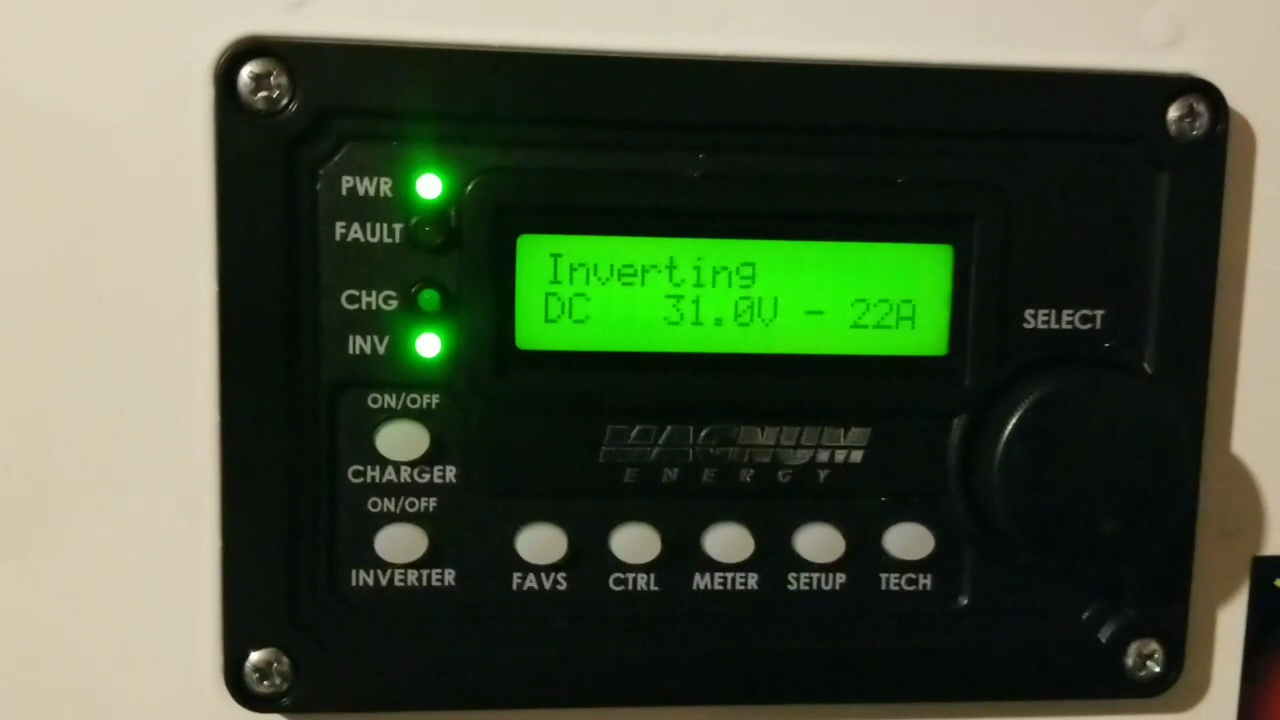 PWR
FAULT
CHG
INV
Inverting
DC 31.0V - 22A
SELECT
ON/OFF
CHARGER
ON/OFF
INVERTER
MAGNUM
ENERGY
FAVS
CTRL
METER
SETUP
TECH